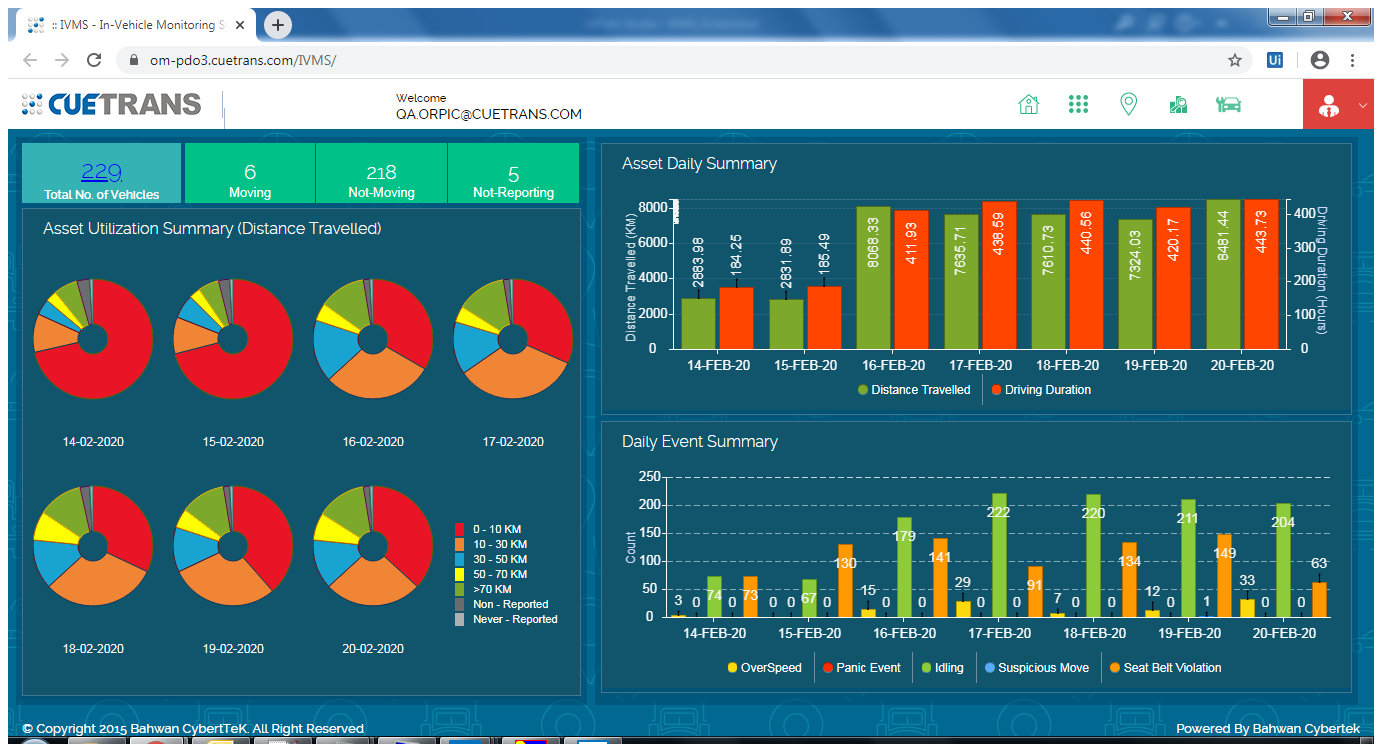 :: IVMS - In-Vehicle Monitoring S
om-pdo3.cuetrans.com/IVMS/
Ui
CUETRANS
Welcome
QA.ORPIC@CUETRANS.COM
229
Total No. of Vehicles
6
Moving
218
Not-Moving
5
Not-Reporting
Asset Utilization Summary (Distance Travelled)
14-02-2020 15-02-2020 16-02-2020 17-02-2020
18-02-2020 19-02-2020 20-02-2020
0 - 10 KM
10 - 30 KM
30 - 50 KM
50 - 70 KM
>70 KM
Non - Reported
Never - Reported
Asset Daily Summary
Distance Travelled (KM)
8000
6000
4000
2000
0
2883.98 184.25 2831.89 185.49 8068.33 411.93 7635.71 438.59 7610.73 440.56 7324.03 420.17 8481.44 443.73
400
300
200
100
0
Driving Duration (Hours)
14-FEB-20 15-FEB-20 16-FEB-20 17-FEB-20 18-FEB-20 19-FEB-20 20-FEB-20
Distance Travelled Driving Duration
Daily Event Summary
Count
250
200
150
100
50
0
3 0 74 0 73 0 0 67 0 130 15 0 179 0 141 29 0 222 0 91 7 0 220 0 134 12 0 211 1 149 33 0 204 0 63
14-FEB-20 15-FEB-20 16-FEB-20 17-FEB-20 18-FEB-20 19-FEB-20 20-FEB-20
OverSpeed Panic Event Idling Suspicious Move Seat Belt Violation
© Copyright 2015 Bahwan CybertTeK. All Right Reserved
Powered By Bahwan Cybertek